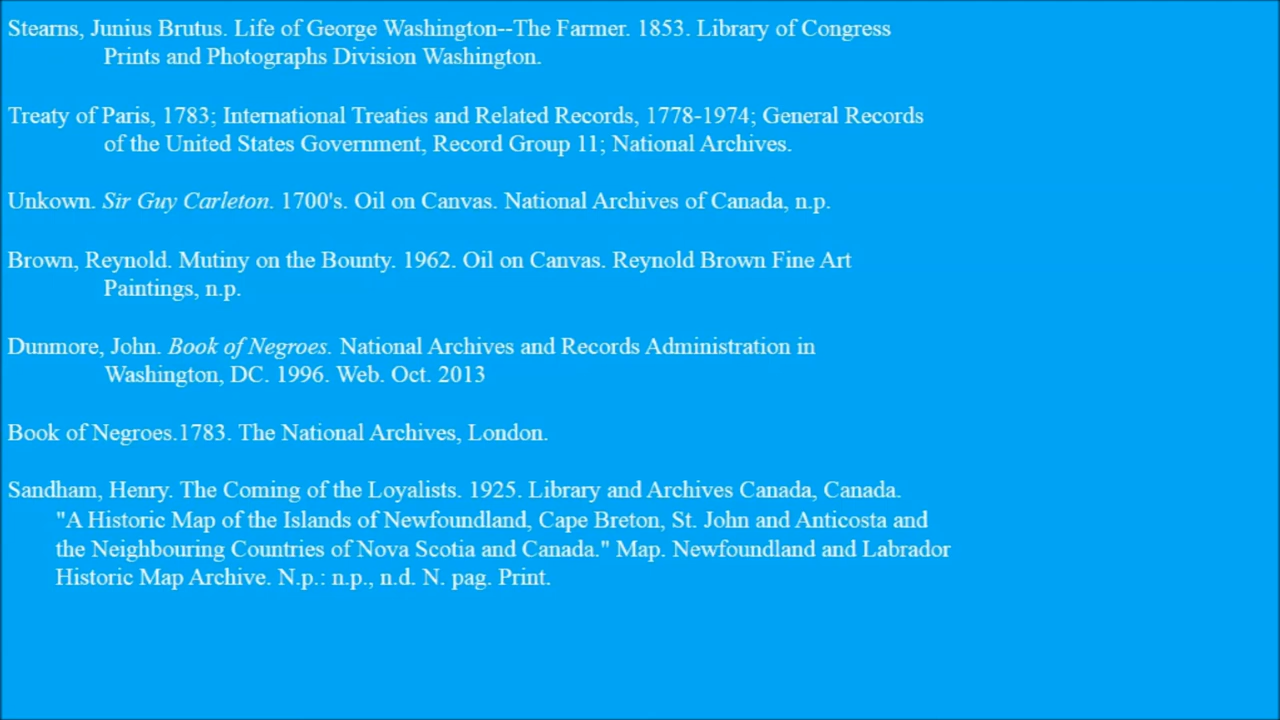 Stearns, Junius Brutus. Life of George Washington--The Farmer. 1853. Library of Congress
Prints and Photographs Division Washington.
Treaty of Paris, 1783; International Treaties and Related Records, 1778-1974; General Records
of the United States Government, Record Group 11; National Archives.
Unkown. Sir Guy Carleton. 1700's. Oil on Canvas. National Archives of Canada, n.p.
Brown, Reynold. Mutiny on the Bounty. 1962. Oil on Canvas. Reynold Brown Fine Art
Paintings, n.p.
Dunmore, John. Book of Negroes. National Archives and Records Administration in
Washington, DC. 1996. Web. Oct. 2013
Book of Negroes.1783. The National Archives, London.
Sandham, Henry. The Coming of the Loyalists. 1925. Library and Archives Canada, Canada.
"A Historic Map of the Islands of Newfoundland, Cape Breton, St. John and Anticosta and
the Neighbouring Countries of Nova Scotia and Canada." Map. Newfoundland and Labrador
Historic Map Archive. N.p.: n.p., n.d. N. pag. Print.